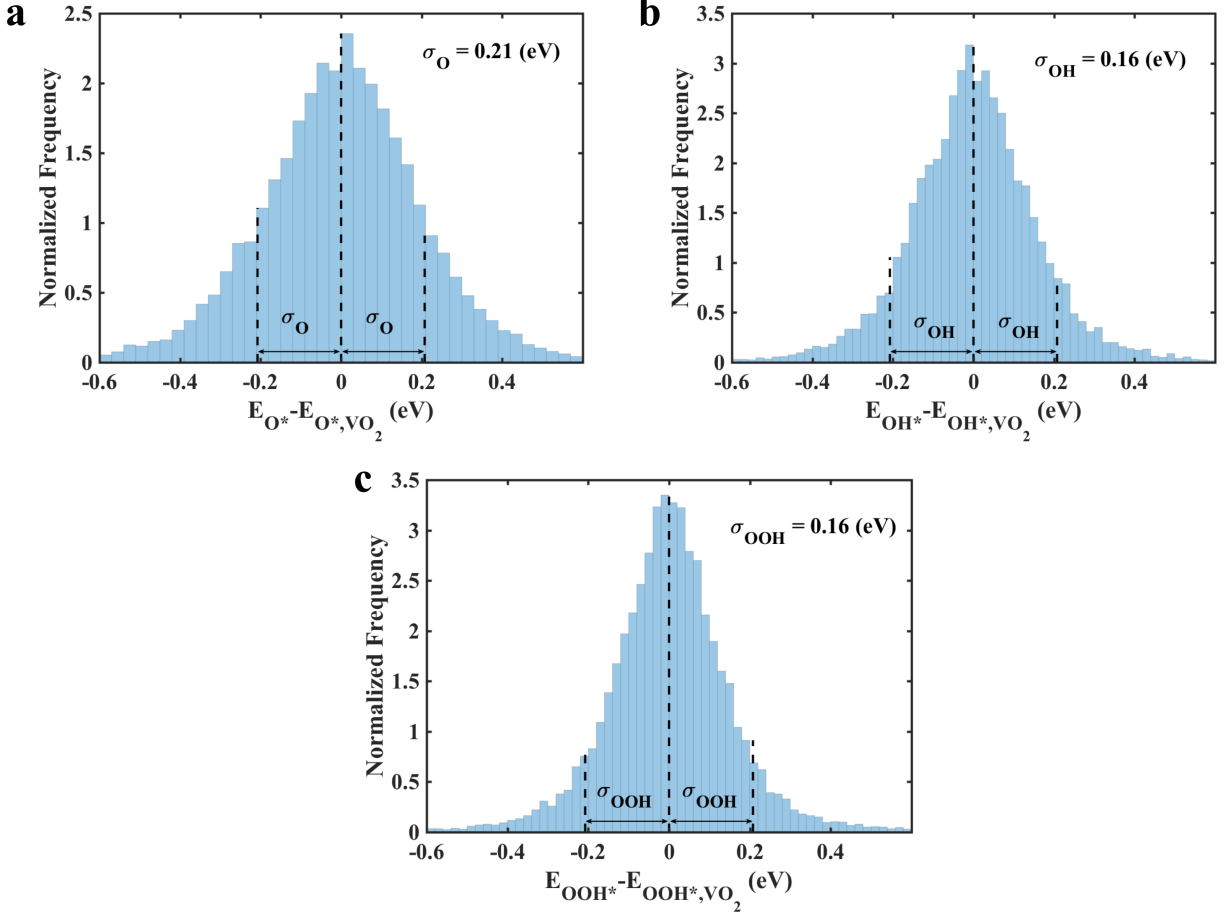 a
σO = 0.21 (eV)
Normalized Frequency
2.5
2
1.5
1
0.5
0
σO
σO
-0.6
-0.4
-0.2
0
0.2
0.4
EO*-EO*,VO2 (eV)
b
σOH = 0.16 (eV)
Normalized Frequency
3.5
3
2.5
2
1.5
1
0.5
0
σOH
σOH
-0.6
-0.4
-0.2
0
0.2
0.4
EOH*-EOH*,VO2 (eV)
c
σOOH = 0.16 (eV)
Normalized Frequency
3.5
3
2.5
2
1.5
1
0.5
0
σOOH
σOOH
-0.6
-0.4
-0.2
0
0.2
0.4
EOOH*-EOOH*,VO2 (eV)